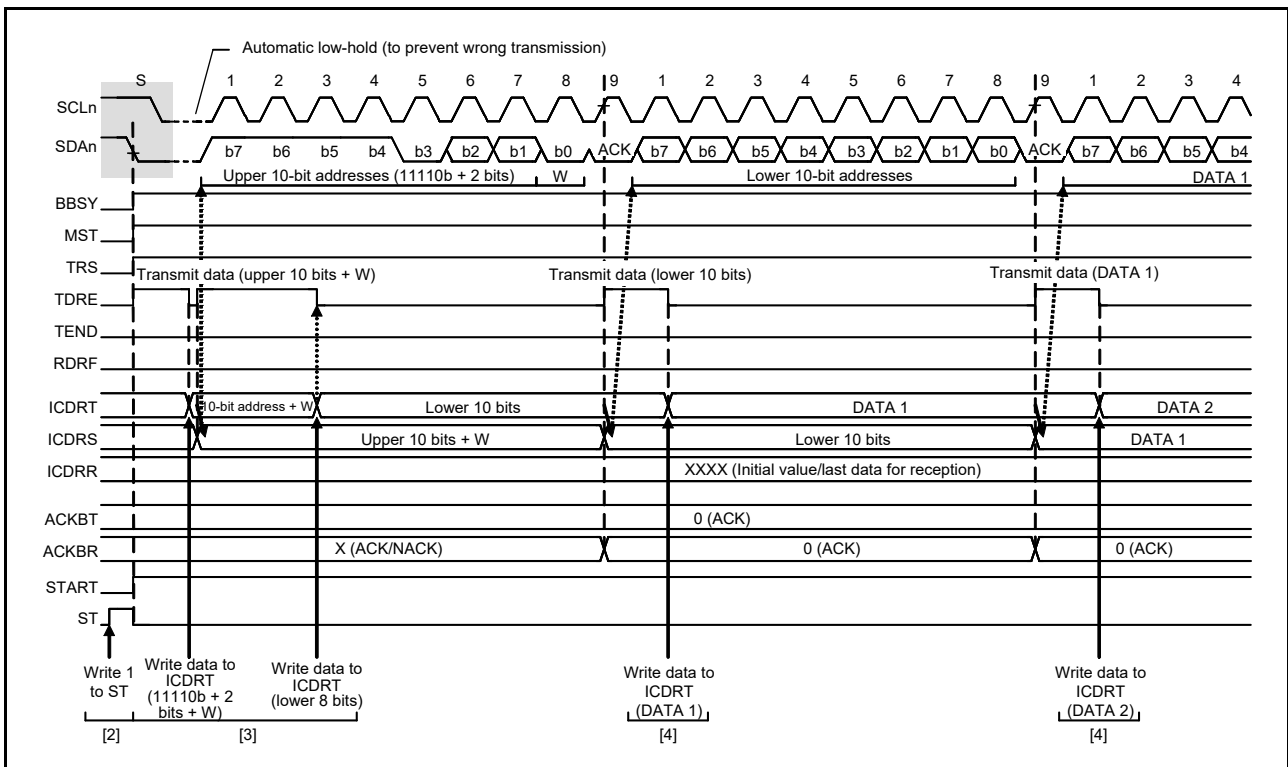 Automatic low-hold (to prevent wrong transmission)
S 1 2 3 4 5 6 7 8 9 1 2 3 4 5 6 7 8 9 1 2 3 4
SCLn
SDAn b7 b6 b5 b4 b3 b2 b1 b0 ACK b7 b6 b5 b4 b3 b2 b1 b0 ACK b7 b6 b5 b4
Upper 10-bit addresses (11110b + 2 bits) W Lower 10-bit addresses DATA 1
BBSY
MST
TRS
Transmit data (upper 10 bits + W) Transmit data (lower 10 bits) Transmit data (DATA 1)
TDRE
TEND
RDRF
ICDRT 10-bit address + W Lower 10 bits DATA 1 DATA 2
ICDRS Upper 10 bits + W Lower 10 bits DATA 1
ICDRR XXXX (Initial value/last data for reception)
ACKBT 0 (ACK)
ACKBR X (ACK/NACK) 0 (ACK) 0 (ACK)
START
ST
Write 1
to ST
Write data to
ICDRT
(11110b + 2
bits + W)
Write data to
ICDRT
(lower 8 bits)
Write data to
ICDRT
(DATA 1)
Write data to
ICDRT
(DATA 2)
[2] [3] [4] [4]